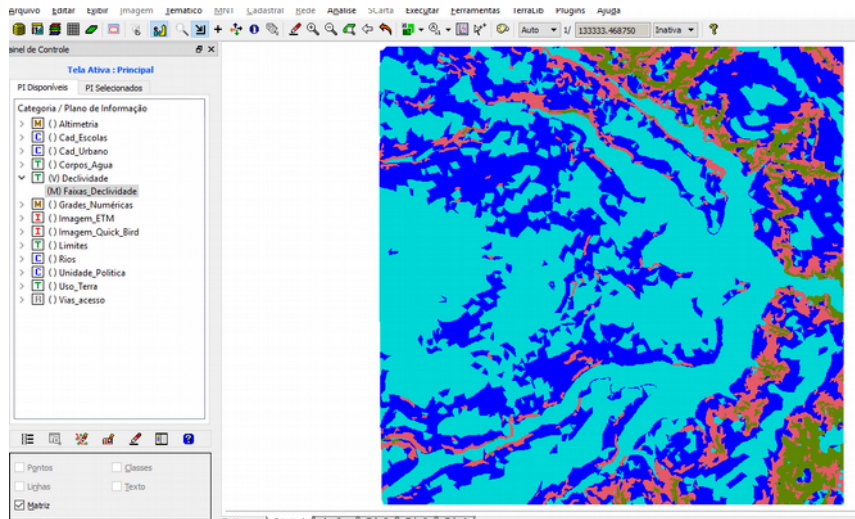 Arquivo Editar Exibir Imagem Temático MNT Cadastral Rede Análise SCarta Executar Ferramentas TerraLib Plugins Ajuda
Auto 1/ 133333.468750 Inativa
ainel de Controle
Tela Ativa : Principal
PI Disponíveis PI Selecionados
Categoria / Plano de Informação
M () Altimetria
C () Cad_Escolas
C () Cad_Urbano
T () Corpos_Agua
T (V) Declividade
(M) Faixas_Declividade
M () Grades_Numéricas
I () Imagem_ETM
I () Imagem_Quick_Bird
T () Limites
C () Rios
C () Unidade_Politica
T () Uso_Terra
R () Vias_acesso
Pontos Classes
Linhas Texto
Matriz